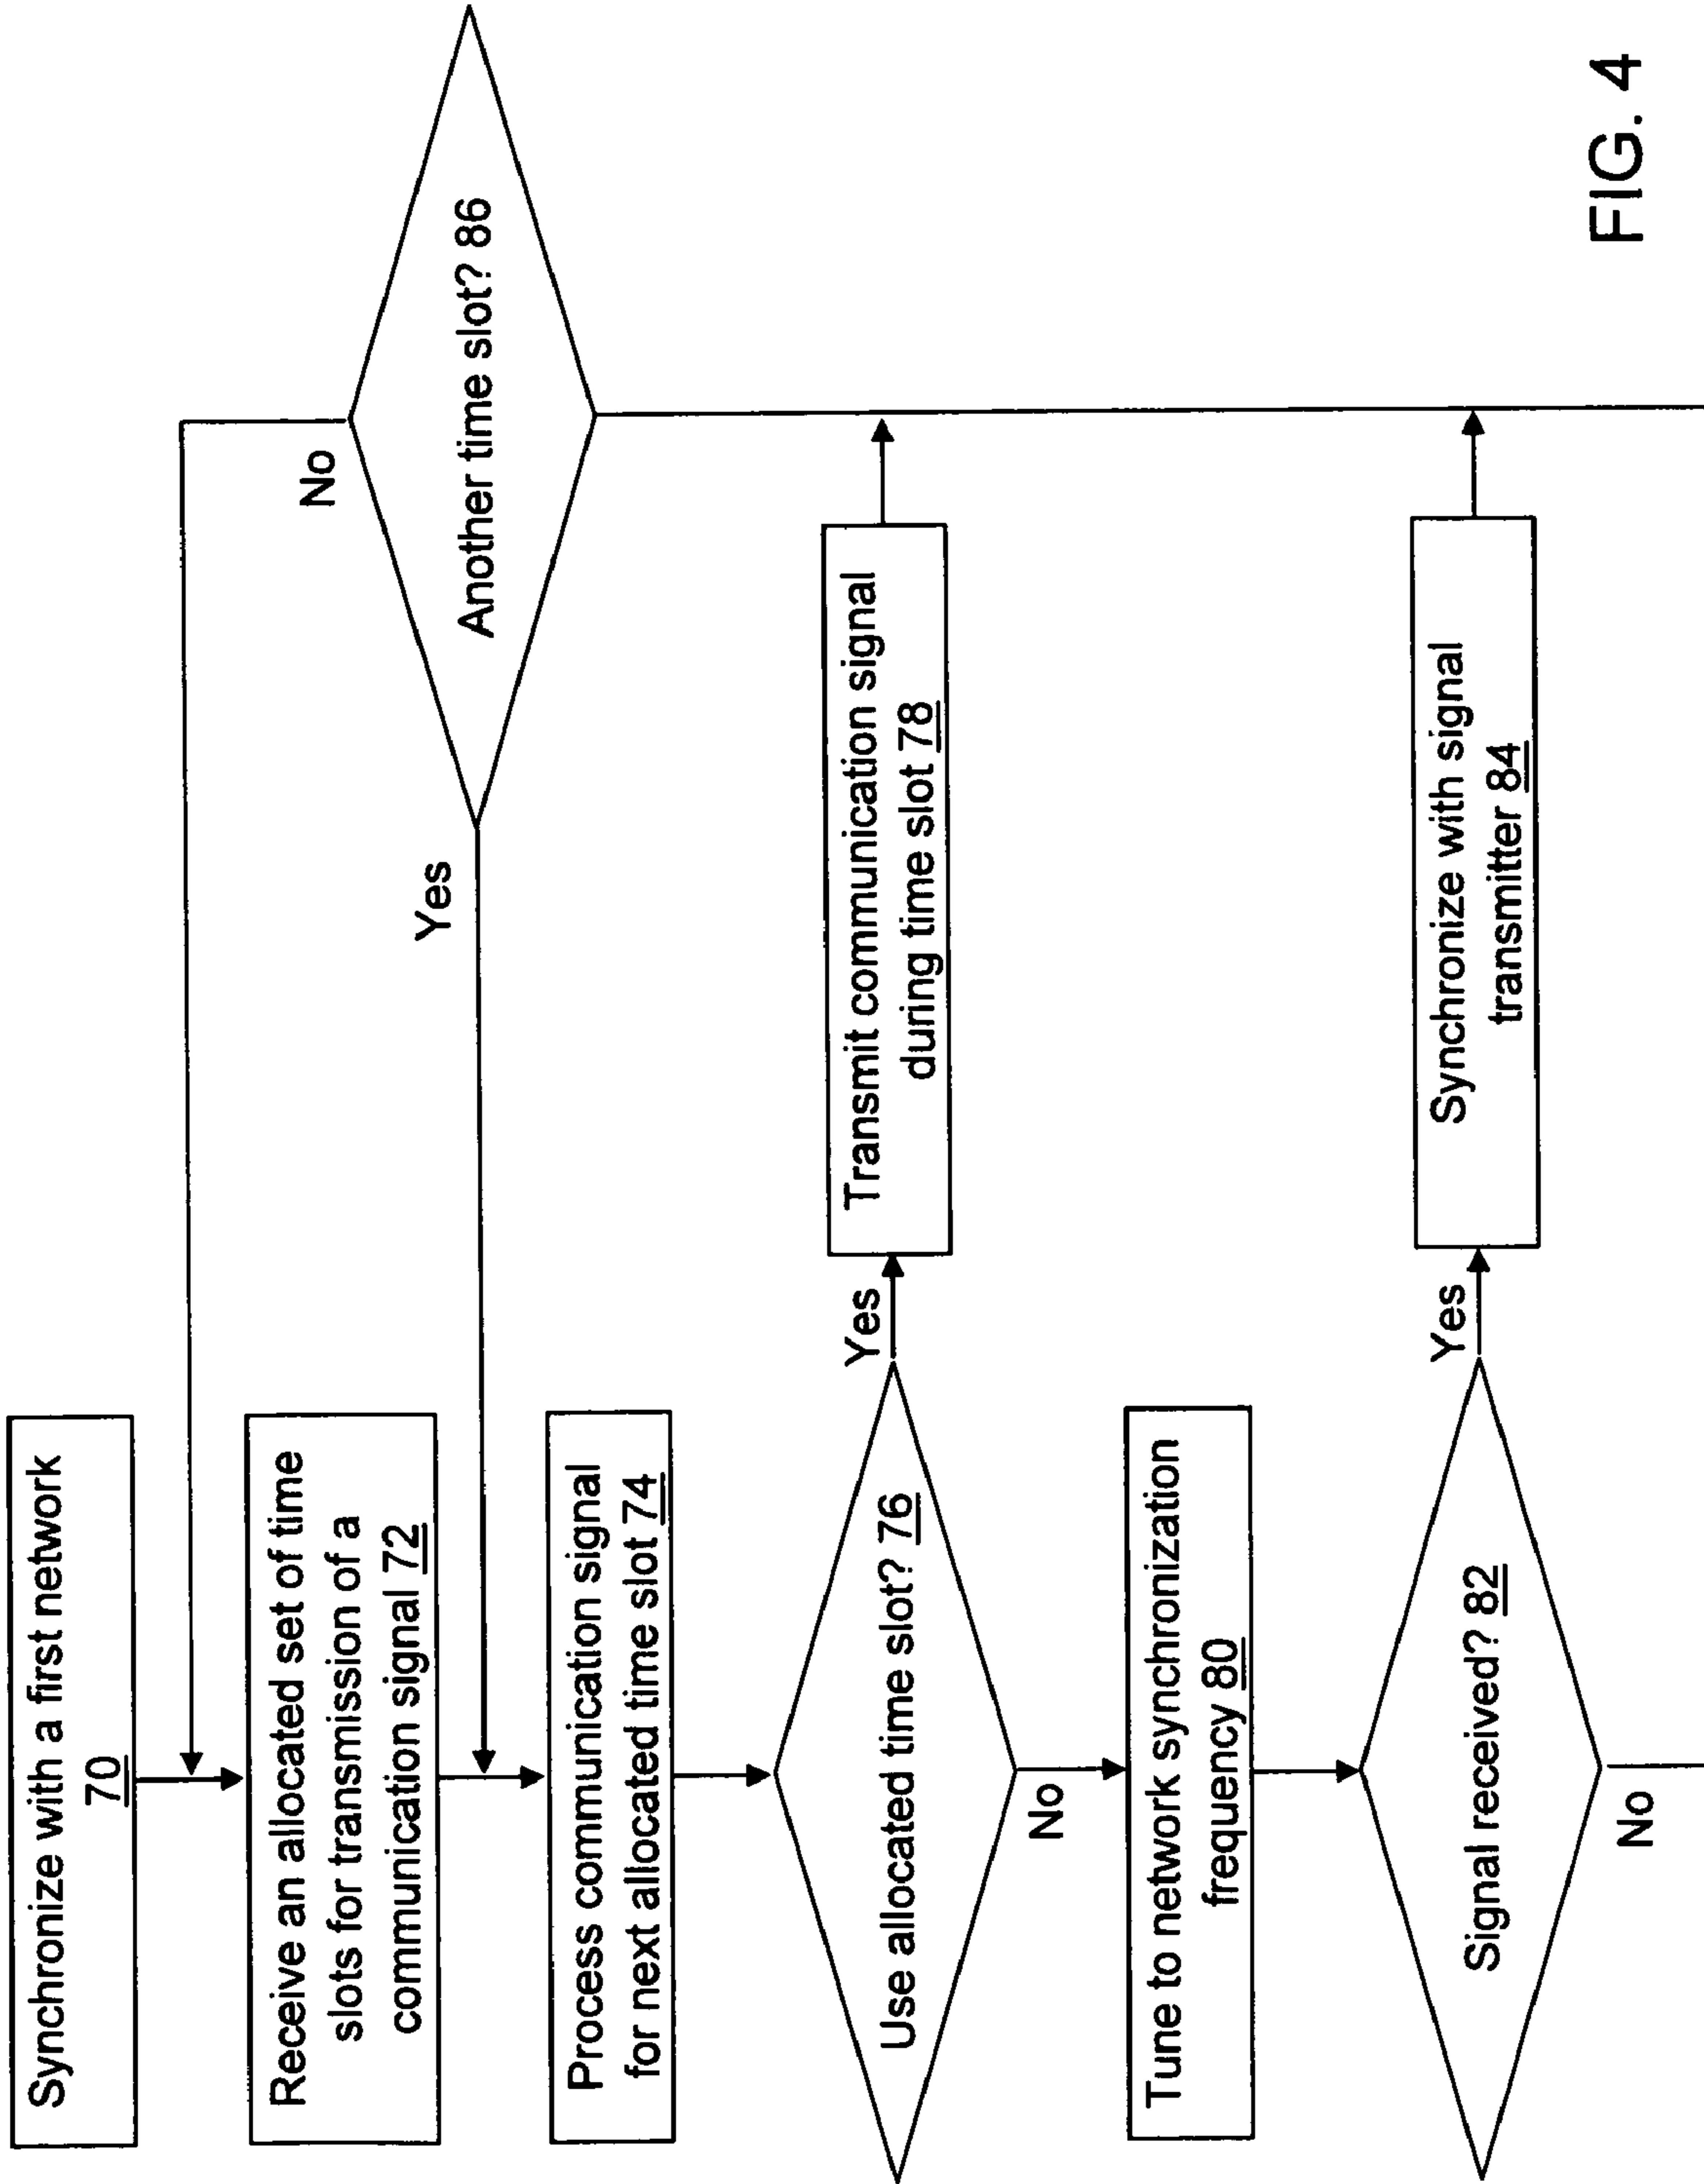 Synchronize with a first network
70
Receive an allocated set of time
slots for transmission of a
communication signal 72
Process communication signal
for next allocated time slot 74
Use allocated time slot? 76
Yes
Transmit communication signal
during time slot 78
No
Tune to network synchronization
frequency 80
Signal received? 82
Yes
Synchronize with signal
transmitter 84
No
Another time slot? 86
Yes
No
FIG. 4